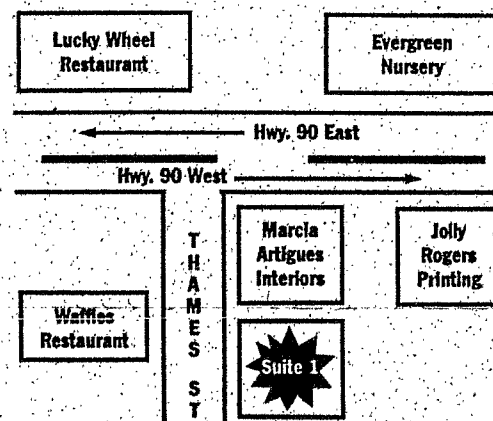 Lucky Wheel
Restaurant
Evergreen
Nursery
Hwy. 90 East
Hwy. 90 West
THAMES ST
Marcia
Artigues
Interiors
Jolly
Rogers
Printing
Waffles
Restaurant
Suite 1